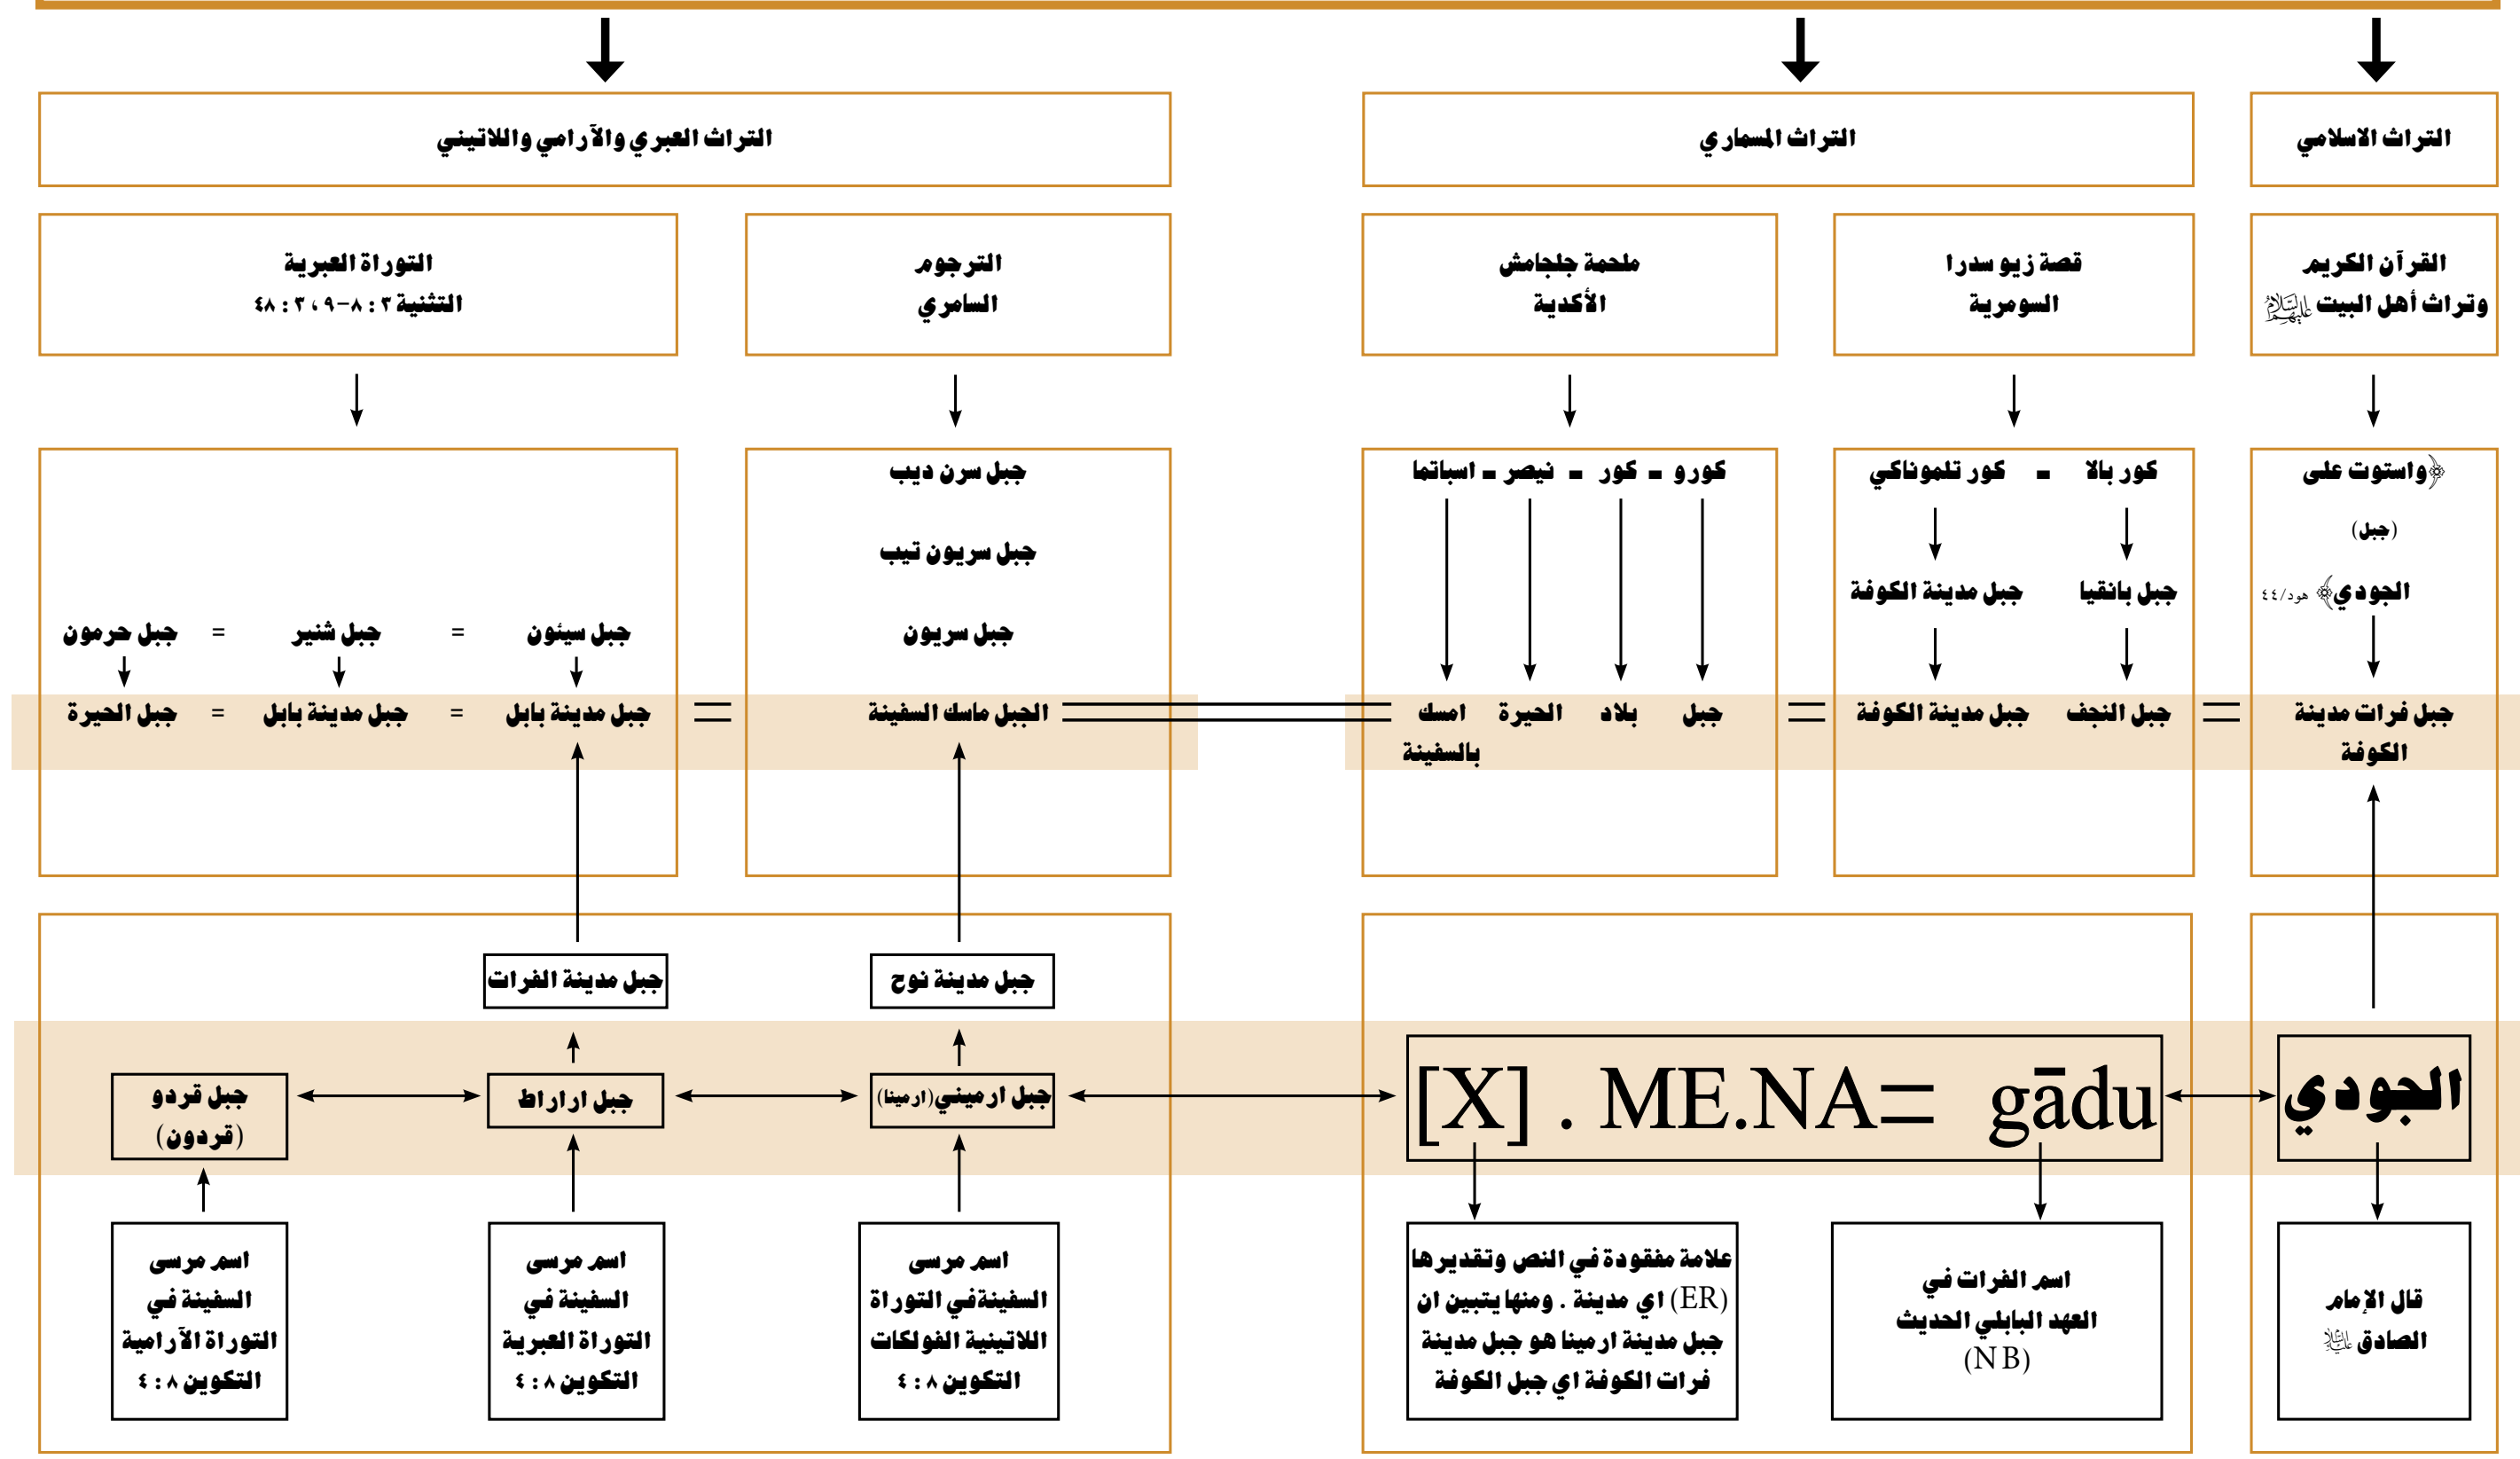 التراث الاسلامي
التراث المسماري
التراث العبري والآرامي واللاتيني
القرآن الكريم
وتراث أهل البيت عليهم السلام
قصة زيو سدرا
السومرية
ملحمة جلجامش
الأكدية
الترجوم
السامري
التوراة العبرية
التثنية ٣ : ٨-٩ ، ٣ : ٤٨
﴿واستوت على
(جبل)
الجودي﴾ هود/٤٤
جبل فرات مدينة
الكوفة
كور بالا - كور تلموناكي
جبل بانقيا جبل مدينة الكوفة
جبل النجف جبل مدينة الكوفة
كورو - كور - نيصر - اسباتما
جبل بلاد الحيرة امسك
بالسفينة
جبل سرن ديب
جبل سريون تيب
جبل سريون
الجبل ماسك السفينة
جبل سيئون = جبل شنير = جبل حرمون
جبل مدينة بابل = جبل مدينة بابل = جبل الحيرة
جبل مدينة نوح
جبل مدينة الفرات
الجودي
[X] . ME.NA= gādu
جبل ارميني (ارمينا)
جبل اراراط
جبل قردو
(قردون)
قال الإمام
الصادق عليه السلام
اسم الفرات في
العهد البابلي الحديث
(NB)
علامة مفقودة في النص وتقديرها
(ER) اي مدينة . ومنها يتبين ان
جبل مدينة ارمينا هو جبل مدينة
فرات الكوفة اي جبل الكوفة
اسم مرسى
السفينة في التوراة
اللاتينية الفولكات
التكوين ٨ : ٤
اسم مرسى
السفينة في
التوراة العبرية
التكوين ٨ : ٤
اسم مرسى
السفينة في
التوراة الآرامية
التكوين ٨ : ٤